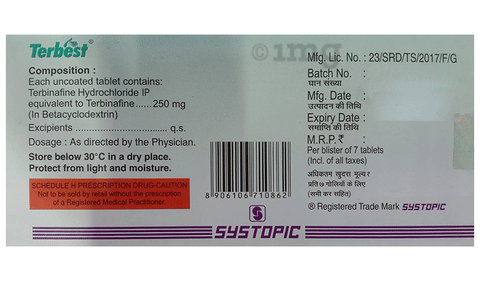 Terbest®
Composition :
Each uncoated tablet contains:
Terbinafine Hydrochloride IP
equivalent to Terbinafine......250 mg
(In Betacyclodextrin)
Excipients ............................... q.s.
Dosage : As directed by the Physician.
Store below 30°C in a dry place.
Protect from light and moisture.
SCHEDULE H PRESCRIPTION DRUG-CAUTION
Not to be sold by retail without the prescription
of a Registered Medical Practitioner
1mg
8906106710862
S
SYSTOPIC
Mfg. Lic. No. : 23/SRD/TS/2017/F/G
Batch No. :
घान संख्या
Mfg. Date :
उत्पादन की तिथि
Expiry Date :
समाप्ति की तिथि
M.R.P.₹ :
Per blister of 7 tablets
(Incl. of all taxes)
अधिकतम खुदरा मूल्य ₹
प्रति ७ गोलियों के लिए
(सभी कर सहित)
® Registered Trade Mark SYSTOPIC